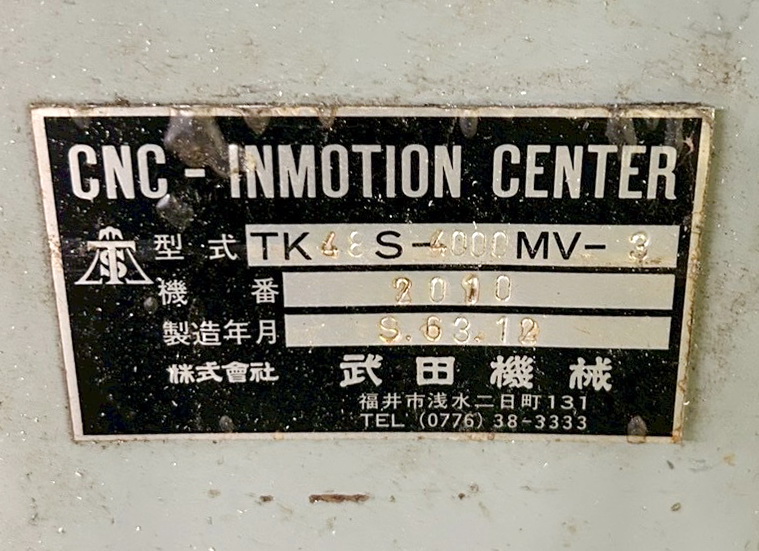 CNC - INMOTION CENTER
型式 TK48S-4000MV-3
機番 2010
製造年月 S.63.12
株式會社 武田機械
福井市浅水二日町131
TEL (0776) 38-3333